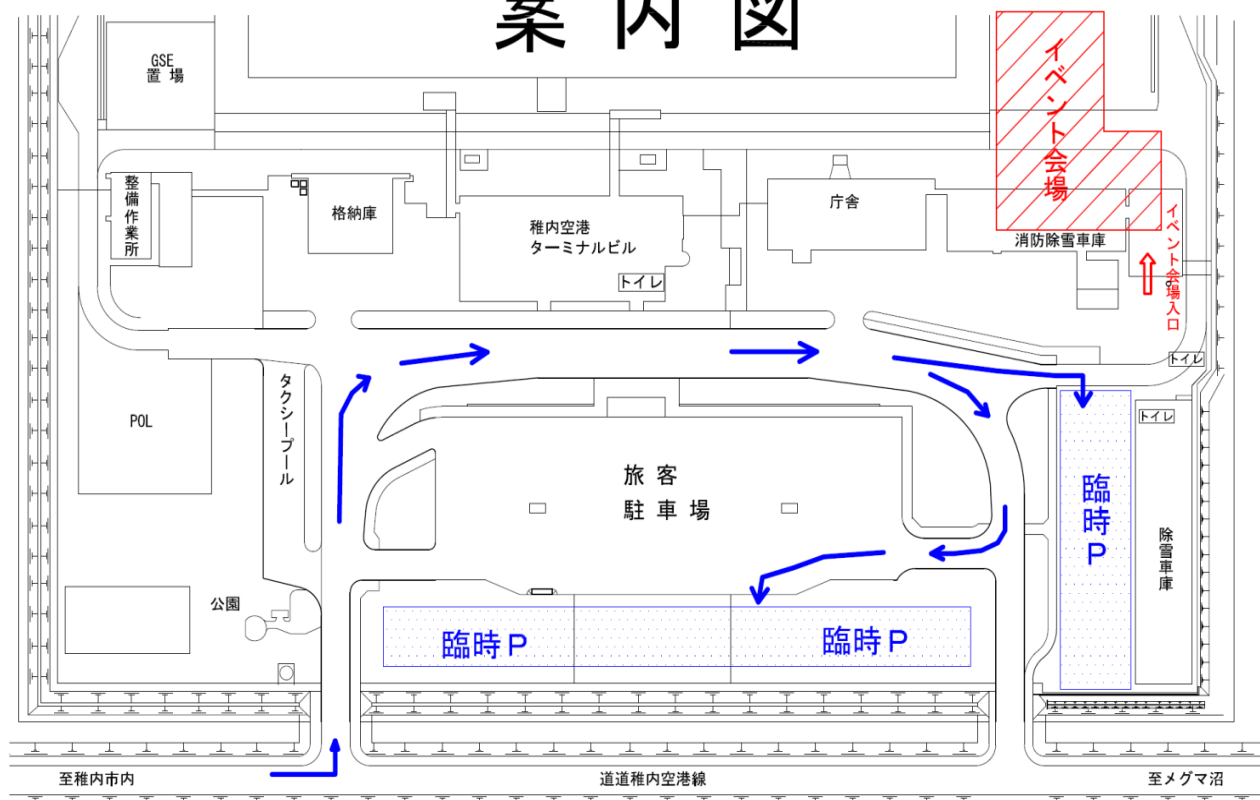 案内図
GSE
置場
イベント会場
整備作業所
格納庫
稚内空港
ターミナルビル
トイレ
庁舎
消防除雪車庫
イベント会場入口
トイレ
タクシープール
POL
旅客
駐車場
トイレ
臨時P
除雪車庫
公園
臨時P
臨時P
至稚内市内
道道稚内空港線
至メグマ沼